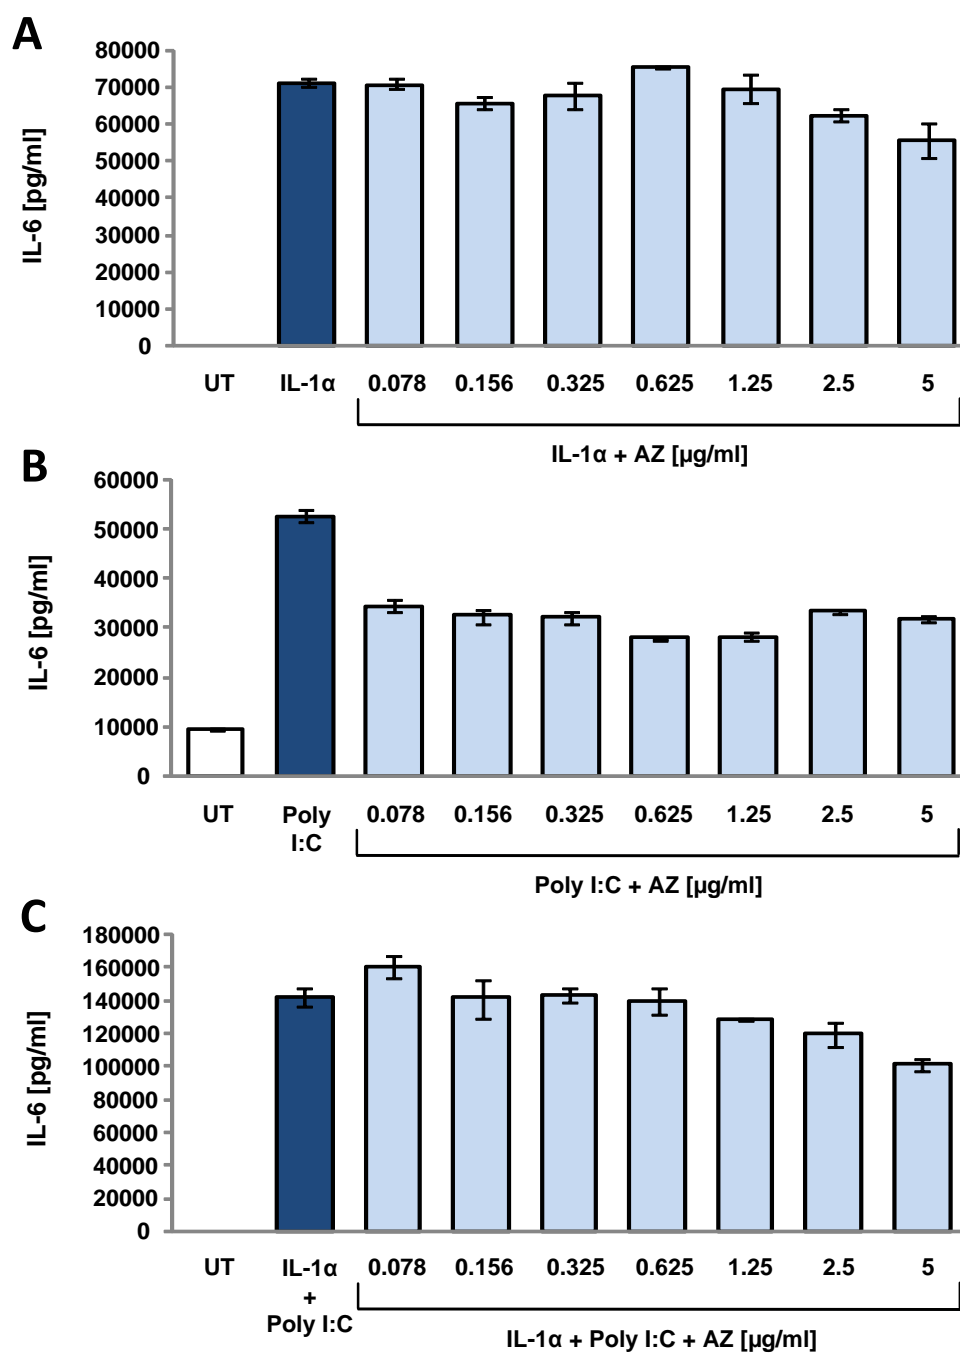 A
80000
70000
60000
50000
40000
30000
20000
10000
0
IL-6 [pg/ml]
UT IL-1α 0.078 0.156 0.325 0.625 1.25 2.5 5
IL-1α + AZ [µg/ml]
B
60000
50000
40000
30000
20000
10000
0
IL-6 [pg/ml]
UT Poly 0.078 0.156 0.325 0.625 1.25 2.5 5
I:C
Poly I:C + AZ [µg/ml]
C
180000
160000
140000
120000
100000
80000
60000
40000
20000
0
IL-6 [pg/ml]
UT IL-1α 0.078 0.156 0.325 0.625 1.25 2.5 5
+
Poly I:C
IL-1α + Poly I:C + AZ [µg/ml]